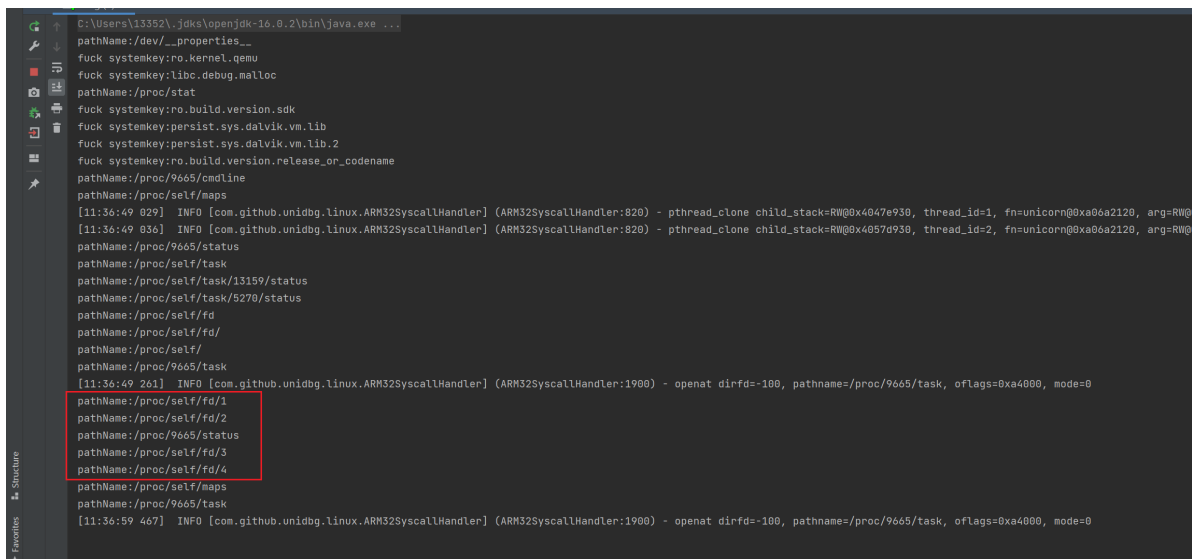 C:\Users\13352\.jdks\openjdk-16.0.2\bin\java.exe ...
pathName:/dev/__properties__
fuck systemkey:ro.kernel.qemu
fuck systemkey:libc.debug.malloc
pathName:/proc/stat
fuck systemkey:ro.build.version.sdk
fuck systemkey:persist.sys.dalvik.vm.lib
fuck systemkey:persist.sys.dalvik.vm.lib.2
fuck systemkey:ro.build.version.release_or_codename
pathName:/proc/9665/cmdline
pathName:/proc/self/maps
[11:36:49 029]  INFO [com.github.unidbg.linux.ARM32SyscallHandler] (ARM32SyscallHandler:820) - pthread_clone child_stack=RW@0x4047e930, thread_id=1, fn=unicorn@0xa06a2120, arg=RW@
[11:36:49 036]  INFO [com.github.unidbg.linux.ARM32SyscallHandler] (ARM32SyscallHandler:820) - pthread_clone child_stack=RW@0x4057d930, thread_id=2, fn=unicorn@0xa06a2120, arg=RW@
pathName:/proc/9665/status
pathName:/proc/self/task
pathName:/proc/self/task/13159/status
pathName:/proc/self/task/5270/status
pathName:/proc/self/fd
pathName:/proc/self/fd/
pathName:/proc/self/
pathName:/proc/9665/task
[11:36:49 261]  INFO [com.github.unidbg.linux.ARM32SyscallHandler] (ARM32SyscallHandler:1900) - openat dirfd=-100, pathname=/proc/9665/task, oflags=0xa4000, mode=0
pathName:/proc/self/fd/1
pathName:/proc/self/fd/2
pathName:/proc/9665/status
pathName:/proc/self/fd/3
pathName:/proc/self/fd/4
pathName:/proc/self/maps
pathName:/proc/9665/task
[11:36:59 467]  INFO [com.github.unidbg.linux.ARM32SyscallHandler] (ARM32SyscallHandler:1900) - openat dirfd=-100, pathname=/proc/9665/task, oflags=0xa4000, mode=0
Structure
Favorites